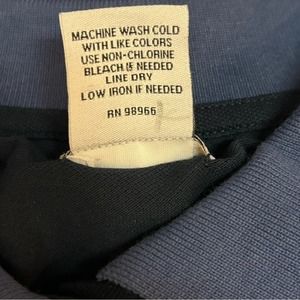 MACHINE WASH COLD
WITH LIKE COLORS
USE NON-CHLORINE
BLEACH IF NEEDED
LINE DRY
LOW IRON IF NEEDED
RN 98966